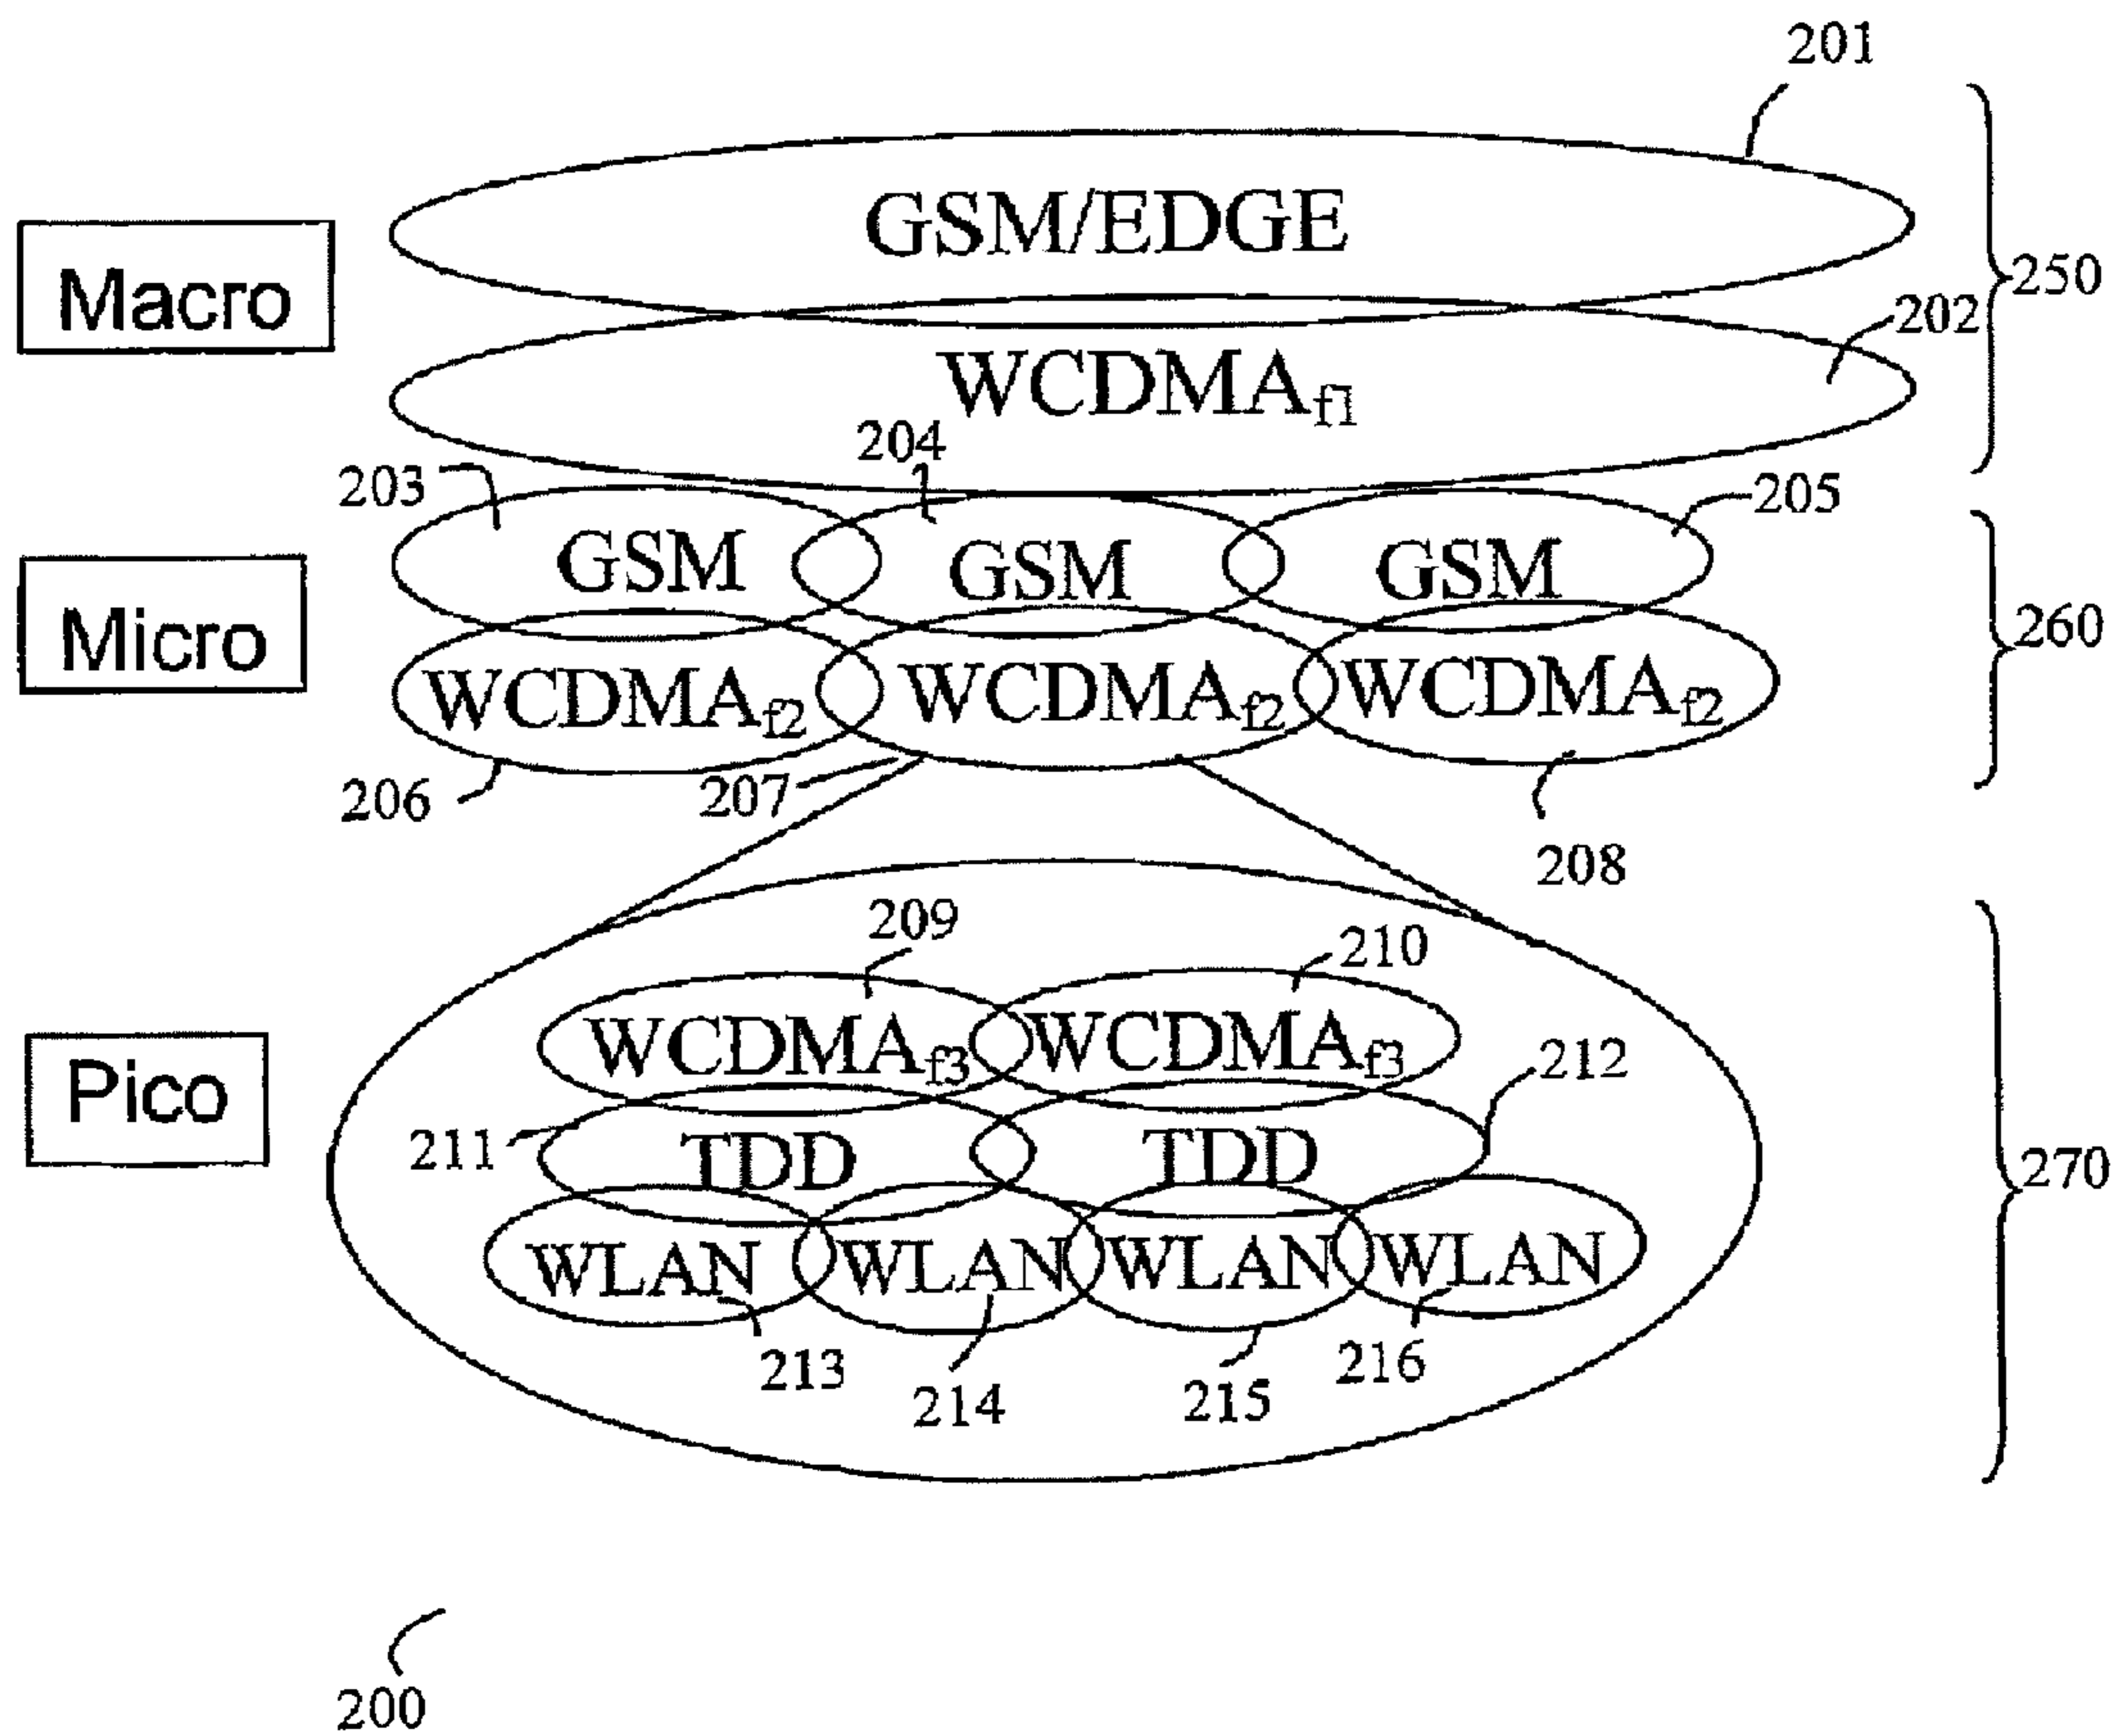 201
GSM/EDGE
Macro
250
202
WCDMAf1
204
203
205
GSM
GSM
GSM
Micro
260
WCDMAf2
WCDMAf2
WCDMAf2
206
207
208
209
210
WCDMAf3
WCDMAf3
212
Pico
211
TDD
TDD
270
WLAN
WLAN
WLAN
WLAN
213
214
215
216
200